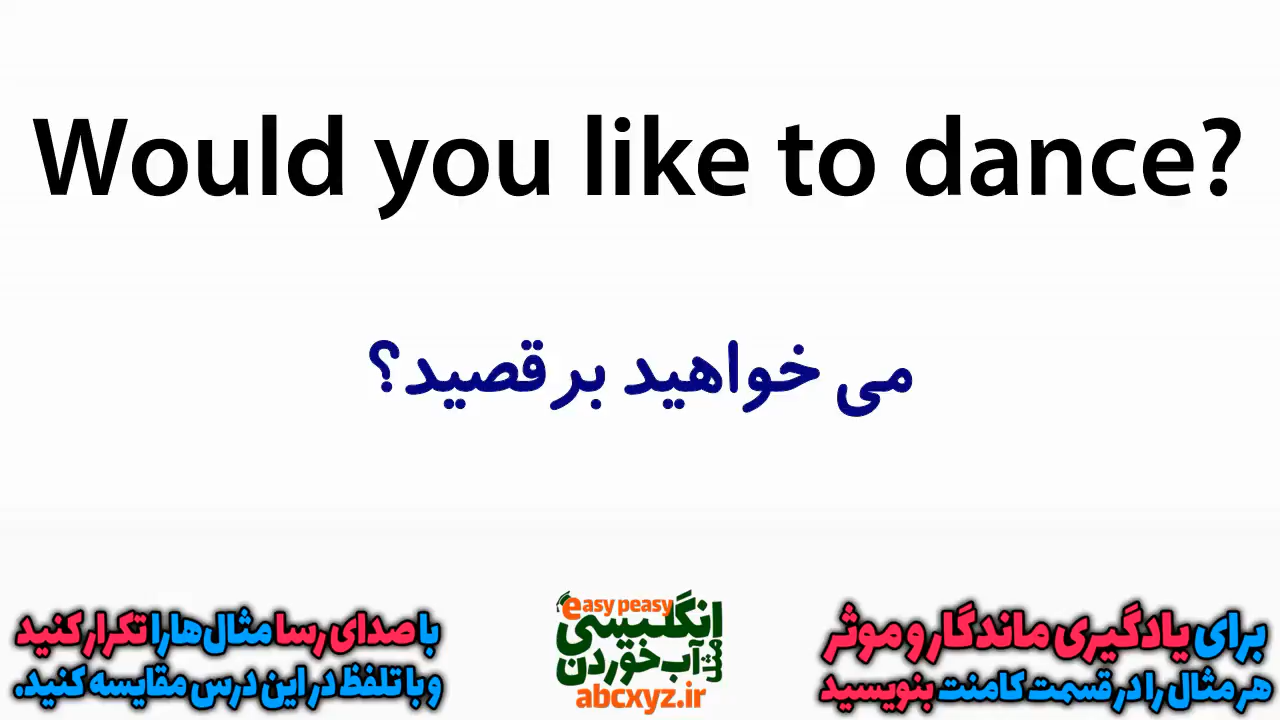 Would you like to dance?
می خواهید برقصید؟
برای یادگیری ماندگار و موثر
هر مثال را در قسمت کامنت بنویسید
easy peasy
انگلیسی
مثل
آب خوردن
abcxyz.ir
با صدای رسا مثال‌ها را تکرار کنید
و با تلفظ در این درس مقایسه کنید.